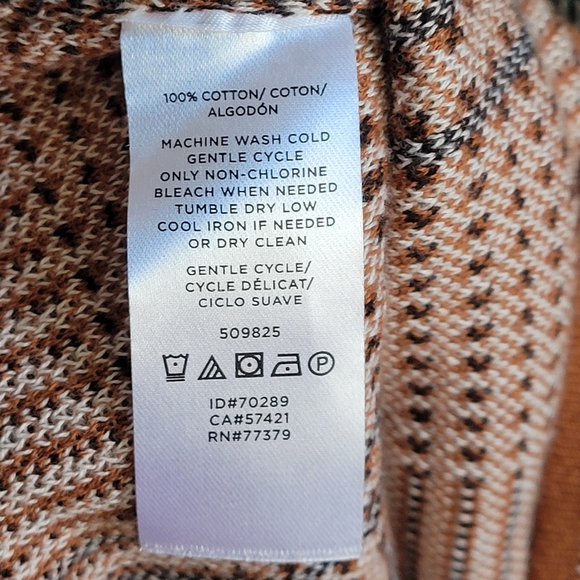 100% COTTON/ COTON/
ALGODÓN
MACHINE WASH COLD
GENTLE CYCLE
ONLY NON-CHLORINE
BLEACH WHEN NEEDED
TUMBLE DRY LOW
COOL IRON IF NEEDED
OR DRY CLEAN
GENTLE CYCLE/
CYCLE DÉLICAT/
CICLO SUAVE
509825
P
ID#70289
CA#57421
RN#77379